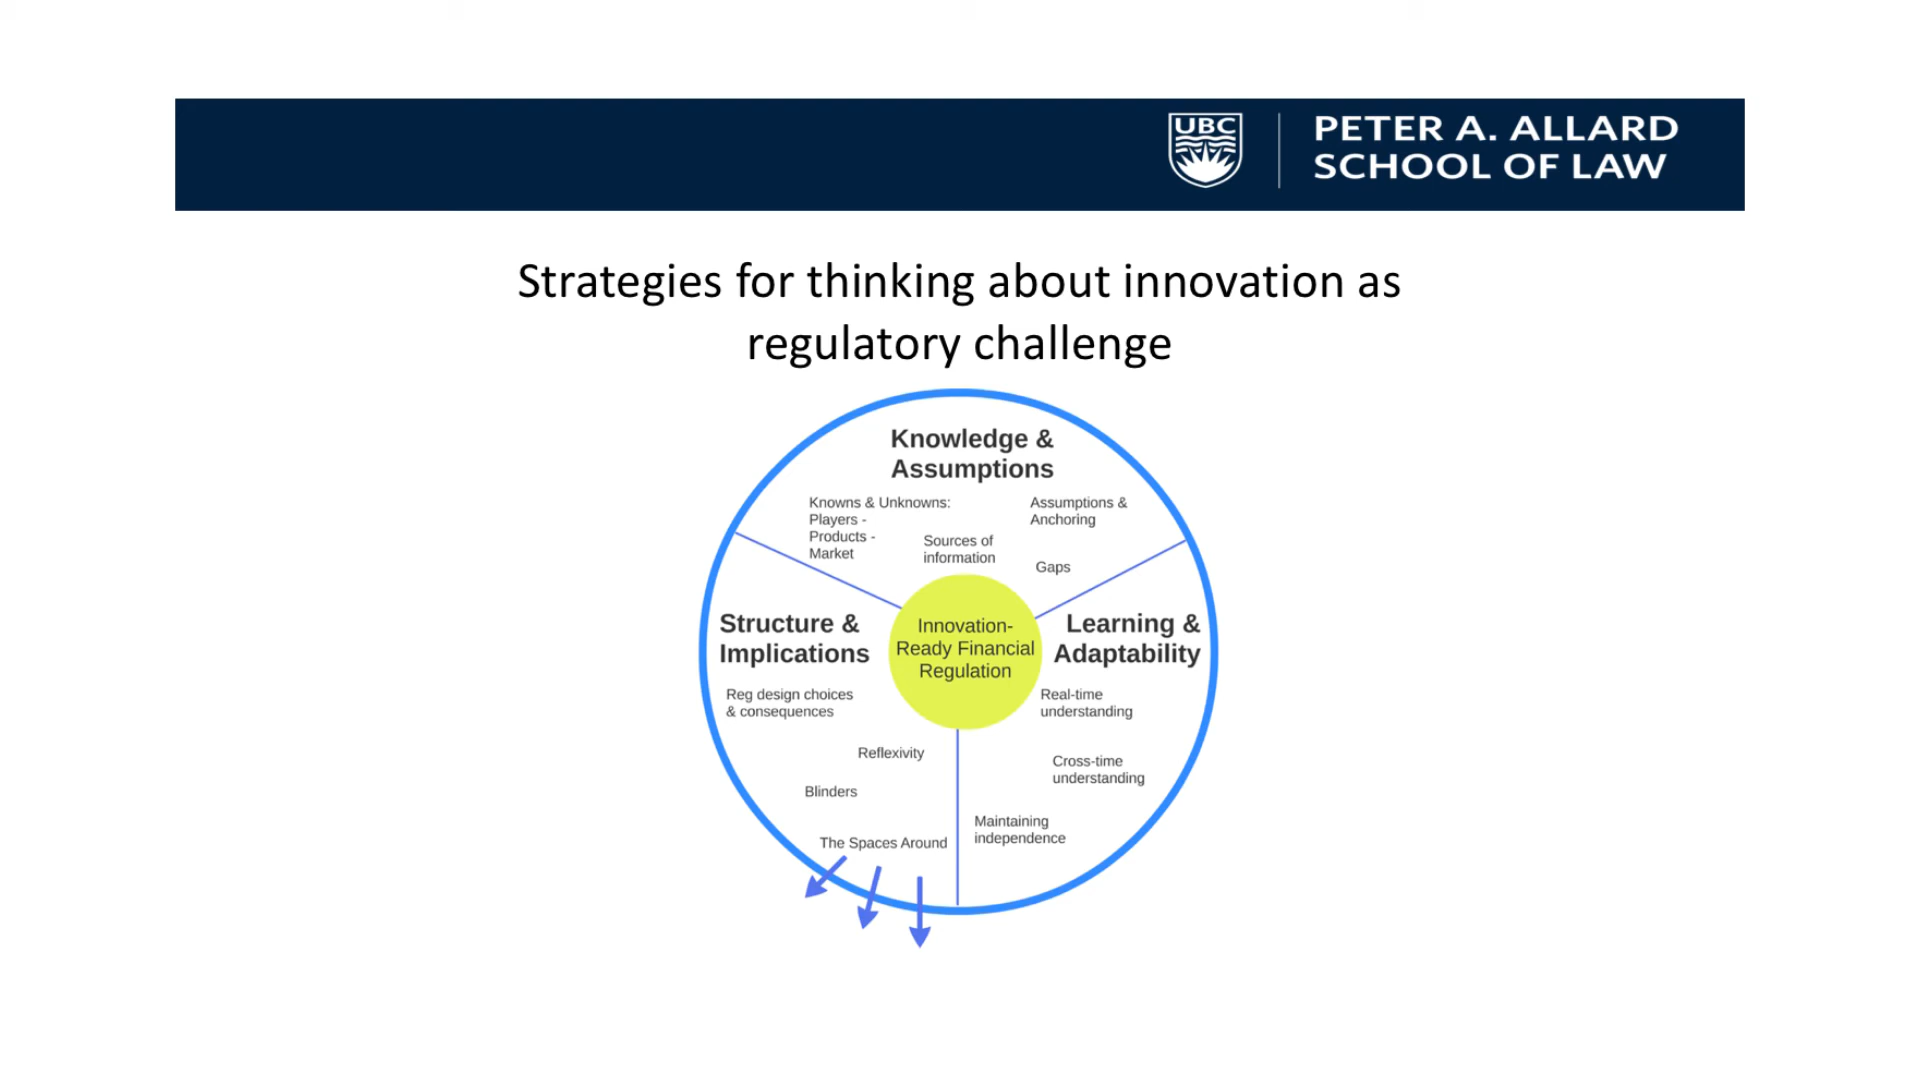 UBC
PETER A. ALLARD
SCHOOL OF LAW
Strategies for thinking about innovation as
regulatory challenge
Knowledge &
Assumptions
Knowns & Unknowns:
Players -
Products -
Market
Sources of
information
Assumptions &
Anchoring
Gaps
Structure &
Implications
Reg design choices
& consequences
Reflexivity
Blinders
The Spaces Around
Innovation-
Ready Financial
Regulation
Learning &
Adaptability
Real-time
understanding
Cross-time
understanding
Maintaining
independence